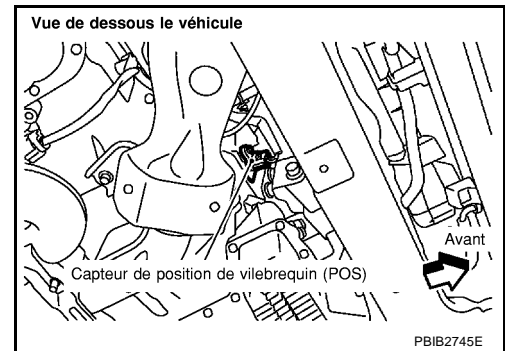 Vue de dessous le véhicule
Avant
Capteur de position de vilebrequin (POS)
PBIB2745E